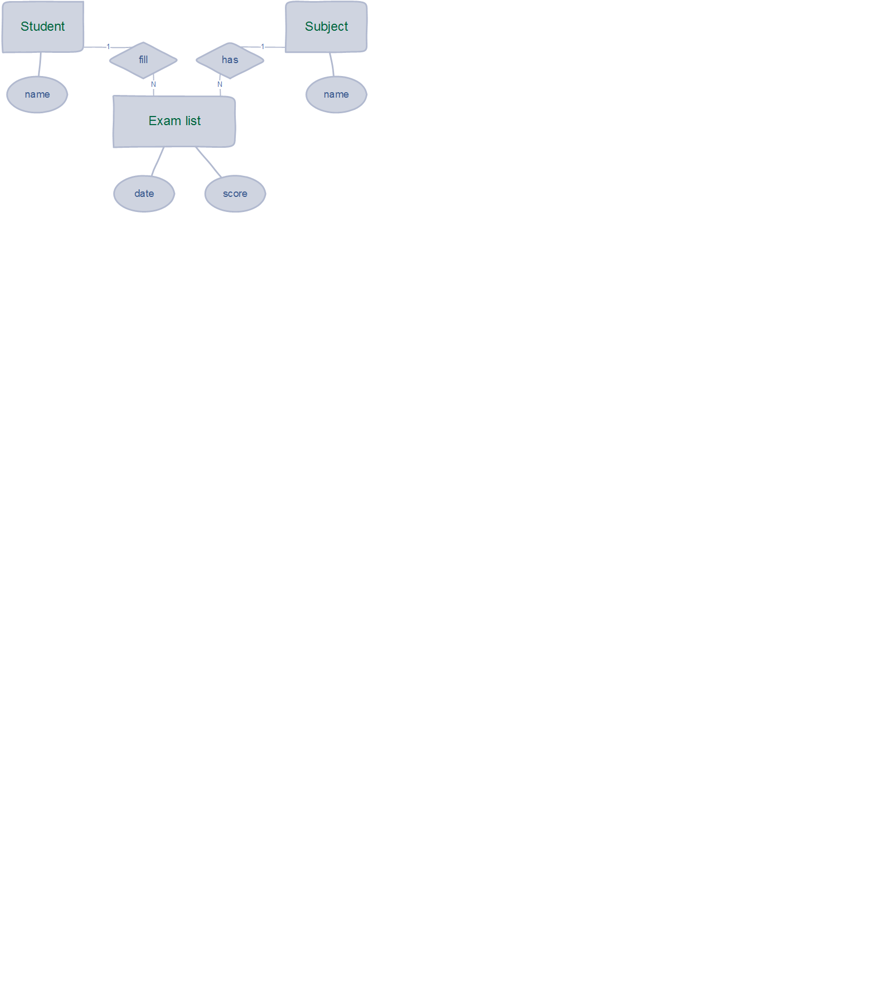 Student
Subject
1
1
fill
has
N
N
name
name
Exam list
date
score